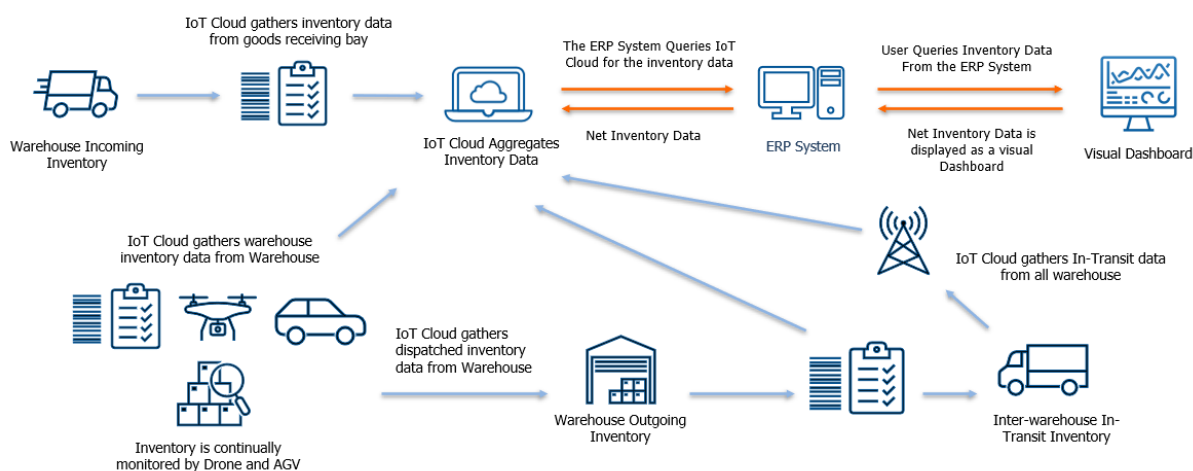 IoT Cloud gathers inventory data
from goods receiving bay
The ERP System Queries IoT
Cloud for the inventory data
User Queries Inventory Data
From the ERP System
Warehouse Incoming
Inventory
IoT Cloud Aggregates
Inventory Data
Net Inventory Data
ERP System
Net Inventory Data is
displayed as a visual
Dashboard
Visual Dashboard
IoT Cloud gathers warehouse
inventory data from Warehouse
IoT Cloud gathers In-Transit data
from all warehouse
IoT Cloud gathers
dispatched inventory
data from Warehouse
Warehouse Outgoing
Inventory
Inter-warehouse In-
Transit Inventory
Inventory is continually
monitored by Drone and AGV